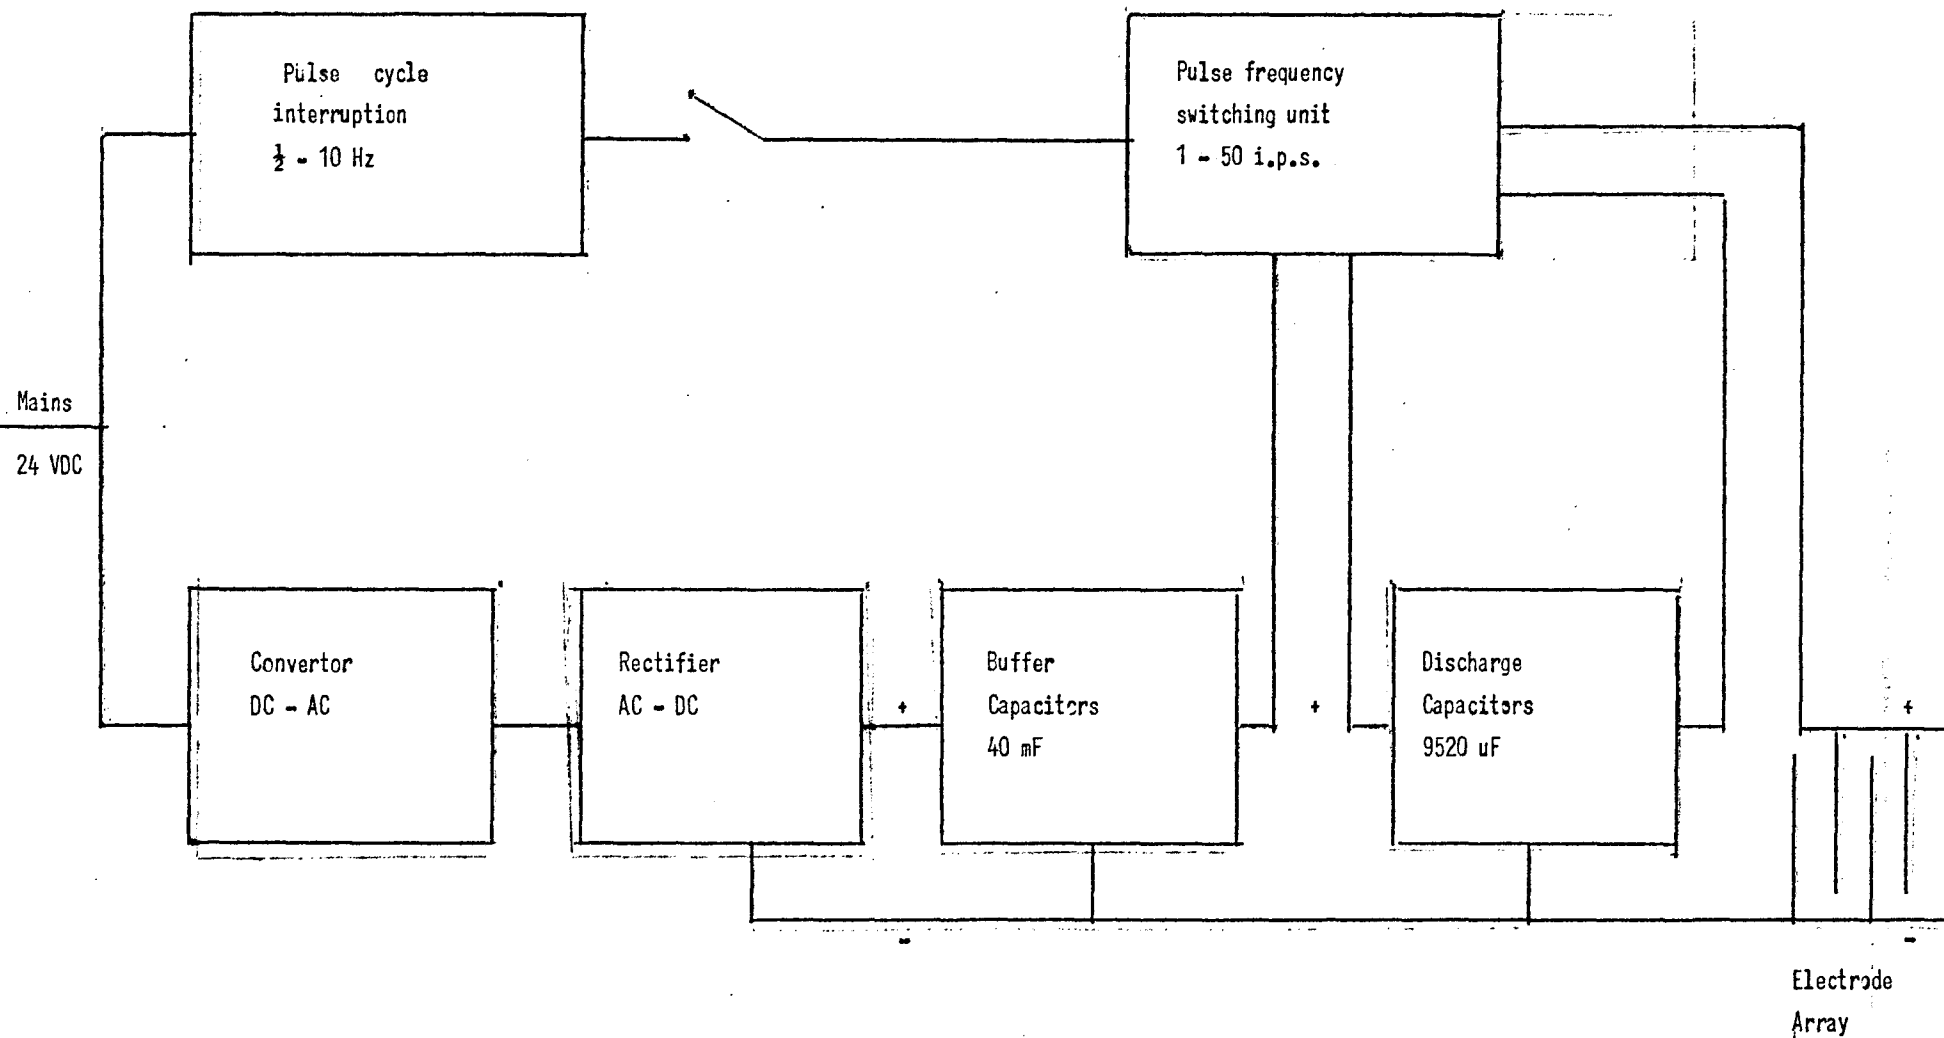 Pulse cycle
interruption
½ - 10 Hz
Pulse frequency
switching unit
1 - 50 i.p.s.
Mains
24 VDC
Convertor
DC - AC
Rectifier
AC - DC
+
Buffer
Capacitors
40 mF
+
Discharge
Capacitors
9520 uF
+
-
-
Electrode
Array